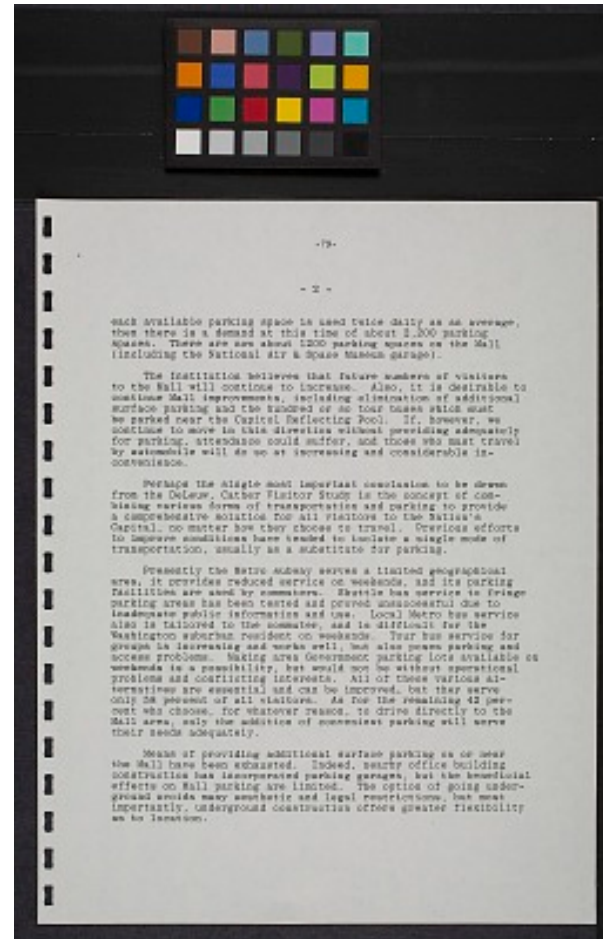 -79-
- 2 -
each available parking space is used twice daily as an average,
then there is a demand at this time of about 2,200 parking
spaces. There are now about 1200 parking spaces on the Mall
(including the National Air & Space Museum garage).
The Institution believes that future numbers of visitors
to the Mall will continue to increase. Also, it is desirable to
continue Mall improvements, including elimination of additional
surface parking and the hundred or so tour buses which must
be parked near the Capitol Reflecting Pool. If, however, we
continue to move in this direction without providing adequately
for parking, attendance could suffer, and those who must travel
by automobile will do so at increasing and considerable in-
convenience.
Perhaps the single most important conclusion to be drawn
from the DeLeuw, Cather Visitor Study is the concept of com-
bining various forms of transportation and parking to provide
a comprehensive solution for all visitors to the Nation's
Capital, no matter how they choose to travel. Previous efforts
to improve conditions have tended to isolate a single mode of
transportation, usually as a substitute for parking.
Presently the Metro subway serves a limited geographical
area, it provides reduced service on weekends, and its parking
facilities are used by commuters. Shuttle bus service to fringe
parking areas has been tested and proved unsuccessful due to
inadequate public information and use. Local Metro bus service
also is tailored to the commuter, and is difficult for the
Washington suburban resident on weekends. Tour bus service for
groups is increasing and works well, but also poses parking and
access problems. Making area Government parking lots available on
weekends is a possibility, but would not be without operational
problems and conflicting interests. All of these various al-
ternatives are essential and can be improved, but they serve
only 58 percent of all visitors. As for the remaining 42 per-
cent who choose, for whatever reason, to drive directly to the
Mall area, only the addition of convenient parking will serve
their needs adequately.
Means of providing additional surface parking on or near
the Mall have been exhausted. Indeed, nearby office building
construction has incorporated parking garages, but the beneficial
effects on Mall parking are limited. The option of going under-
ground avoids many aesthetic and legal restrictions, but most
importantly, underground construction offers greater flexibility
as to location.